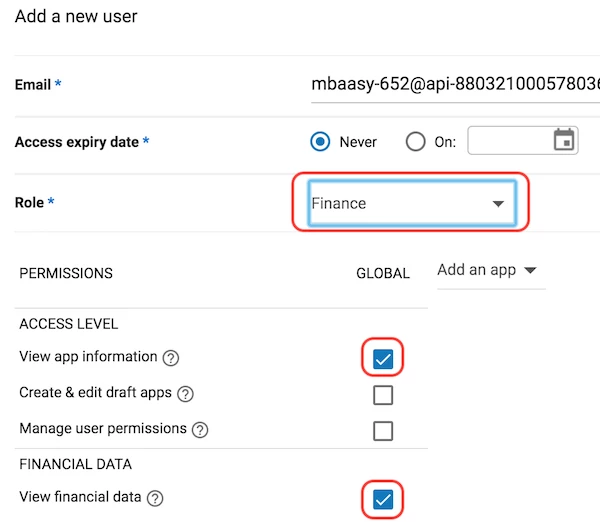 Add a new user
Email * mbaasy-652@api-88032100057803
Access expiry date * Never On:
Role * Finance
PERMISSIONS GLOBAL Add an app
ACCESS LEVEL
View app information ?
Create & edit draft apps ?
Manage user permissions ?
FINANCIAL DATA
View financial data ?